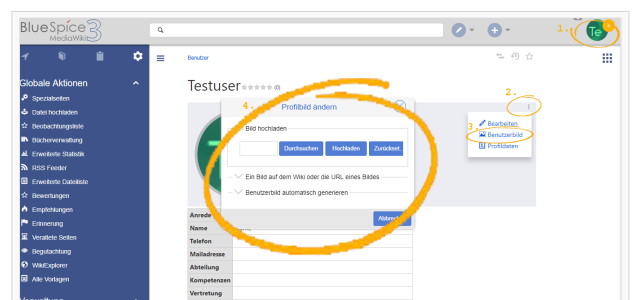 BlueSpice 3
MediaWiki
1.
Te
Benutzer
Globale Aktionen
Testuser
(0)
2.
4.
Profilbild ändern
Spezialseiten
Datei hochladen
Beobachtungsliste
Bücherverwaltung
Erweiterte Statistik
RSS Feeder
Erweiterte Dateiliste
Bewertungen
Empfehlungen
Erinnerung
Veraltete Seiten
Begutachtung
WikiExplorer
Alle Vorlagen
Bild hochladen
Durchsuchen
Hochladen
Zurückset
Ein Bild auf dem Wiki oder die URL eines Bildes
Benutzerbild automatisch generieren
3.
Bearbeiten
Benutzerbild
Profildaten
Anrede
Name
Telefon
Mailadresse
Abteilung
Kompetenzen
Vertretung